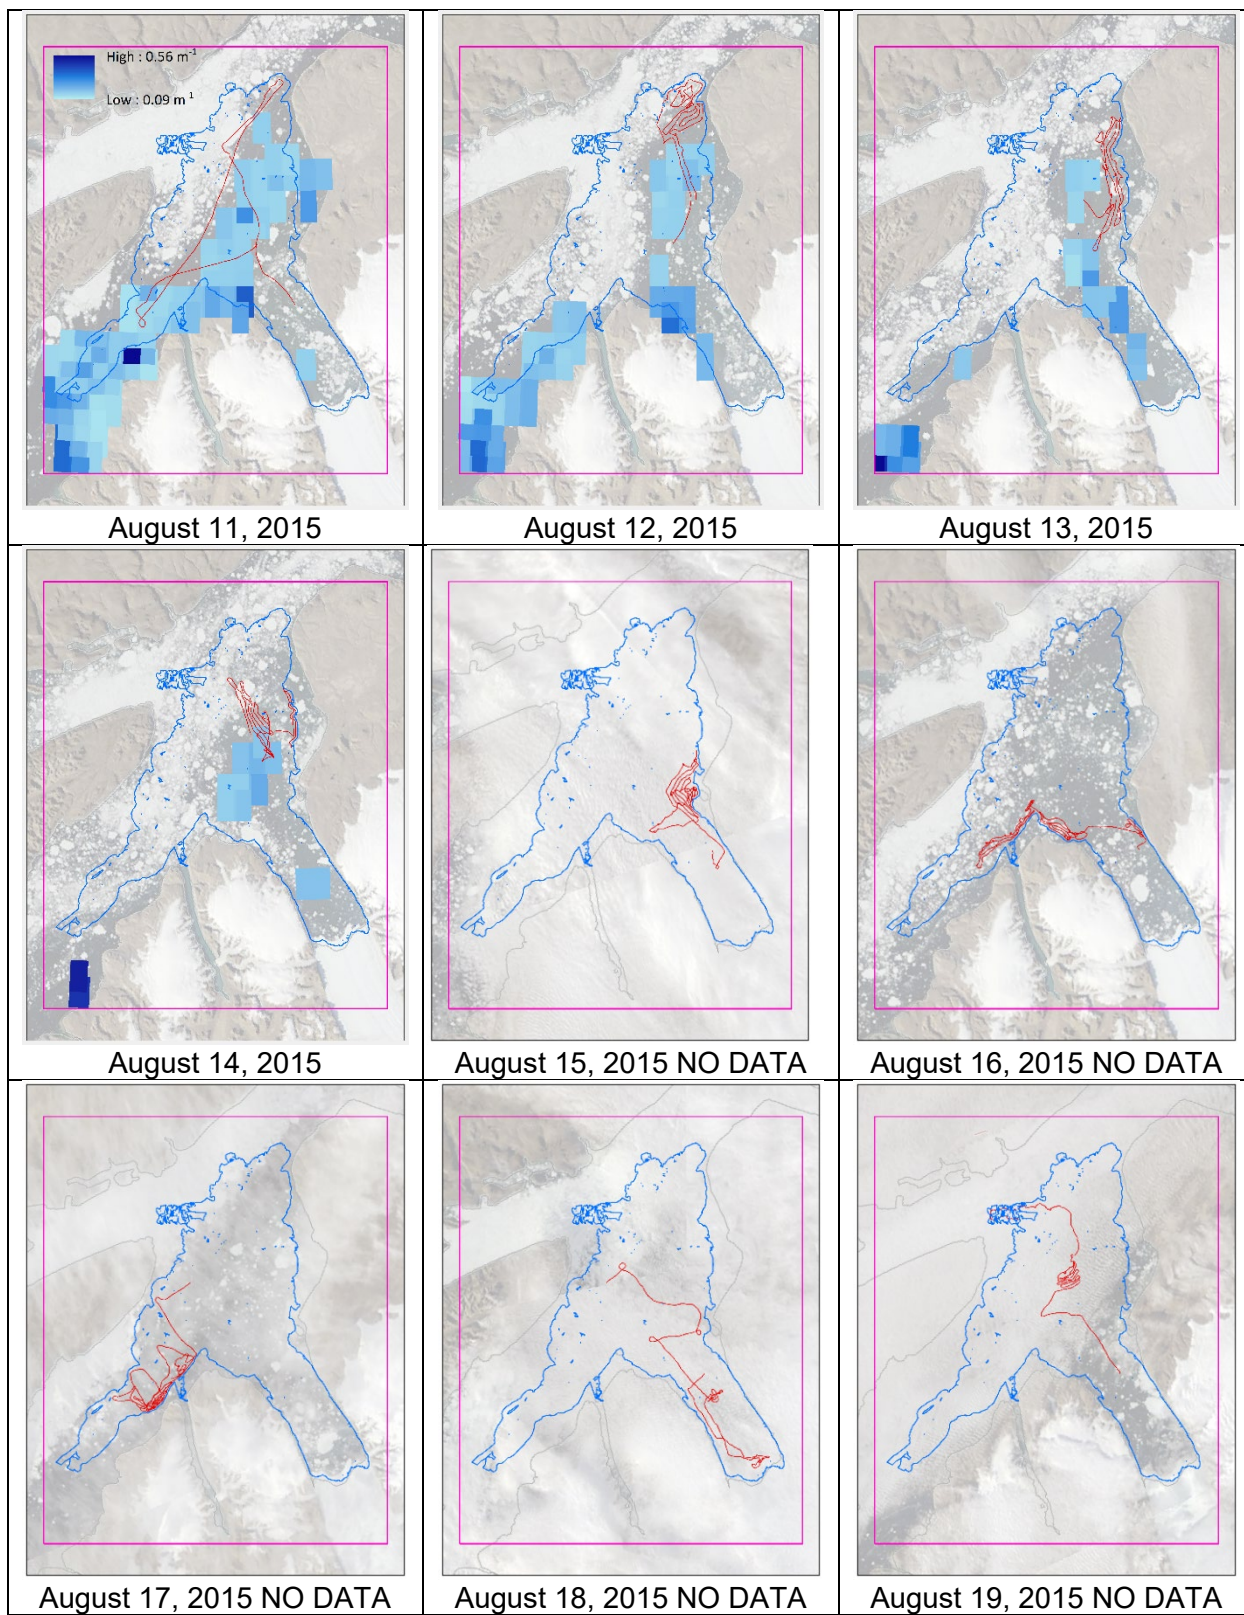 High : 0.56 m⁻¹
Low : 0.09 m⁻¹
August 11, 2015
August 12, 2015
August 13, 2015
August 14, 2015
August 15, 2015 NO DATA
August 16, 2015 NO DATA
August 17, 2015 NO DATA
August 18, 2015 NO DATA
August 19, 2015 NO DATA